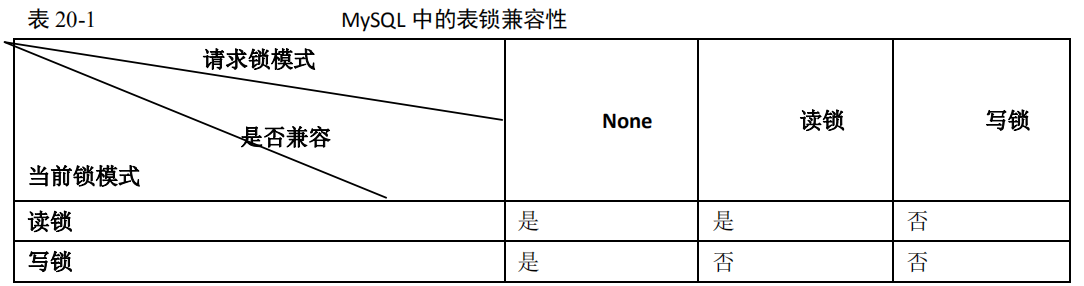 表 20-1 MySQL 中的表锁兼容性
请求锁模式
是否兼容
当前锁模式
None 读锁 写锁
读锁 是 是 否
写锁 是 否 否